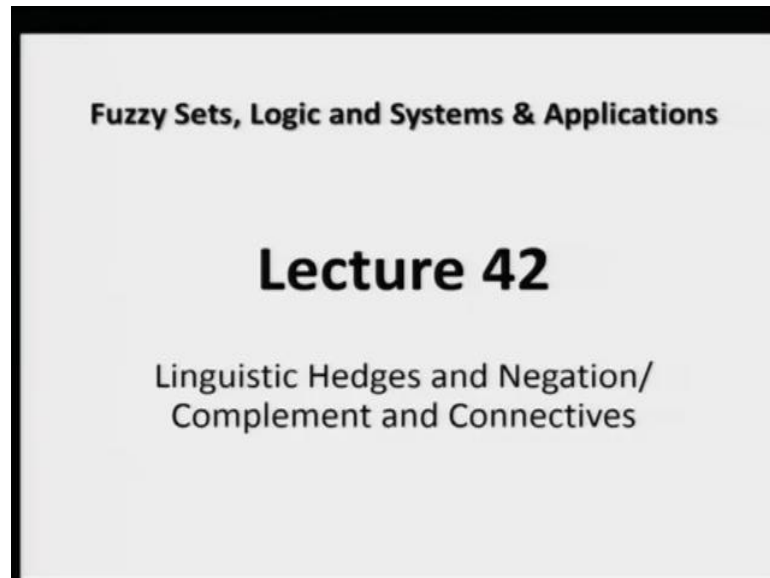 Fuzzy Sets, Logic and Systems & Applications
Lecture 42
Linguistic Hedges and Negation/
Complement and Connectives